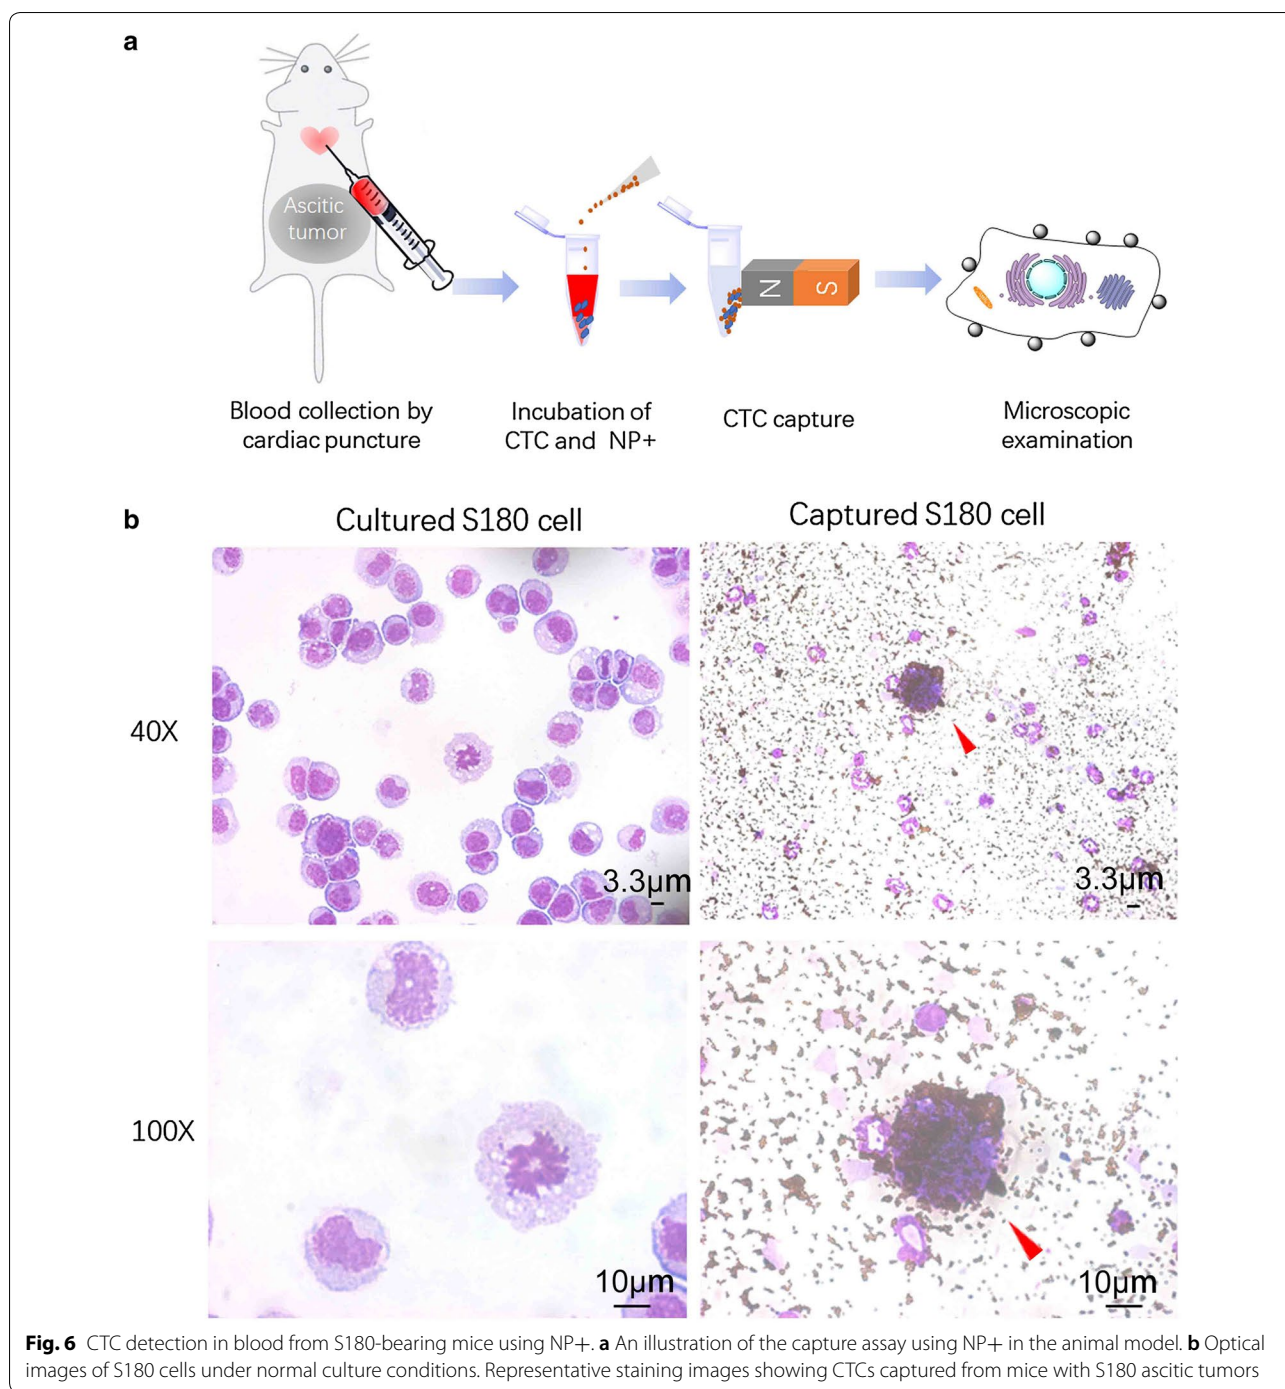 a
Ascitic
tumor
N
S
Blood collection by
cardiac puncture
Incubation of
CTC and NP+
CTC capture
Microscopic
examination
b
Cultured S180 cell
Captured S180 cell
40X
3.3μm
3.3μm
100X
10μm
10μm
Fig. 6 CTC detection in blood from S180-bearing mice using NP+. a An illustration of the capture assay using NP+ in the animal model. b Optical
images of S180 cells under normal culture conditions. Representative staining images showing CTCs captured from mice with S180 ascitic tumors